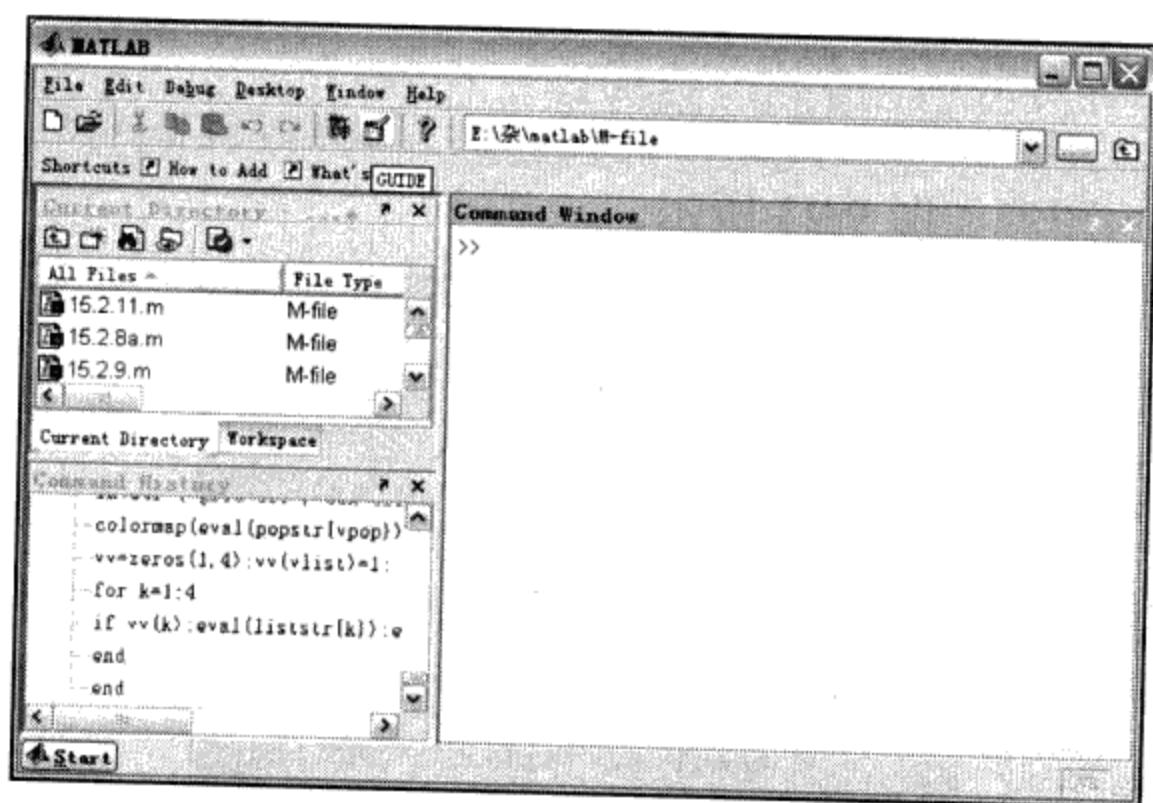 MATLAB
File Edit Debug Desktop Window Help
E:\杂\matlab\M-file
Shortcuts How to Add What's
GUIDE
Current Directory
Command Window
>>
All Files File Type
15.2.11.m M-file
15.2.8a.m M-file
15.2.9.m M-file
Current Directory Workspace
Command History
colormap(eval(popstr{vpop}))
vv=zeros(1,4);vv(vlist)=1;
for k=1:4
if vv(k);eval(liststr{k});e
end
end
Start